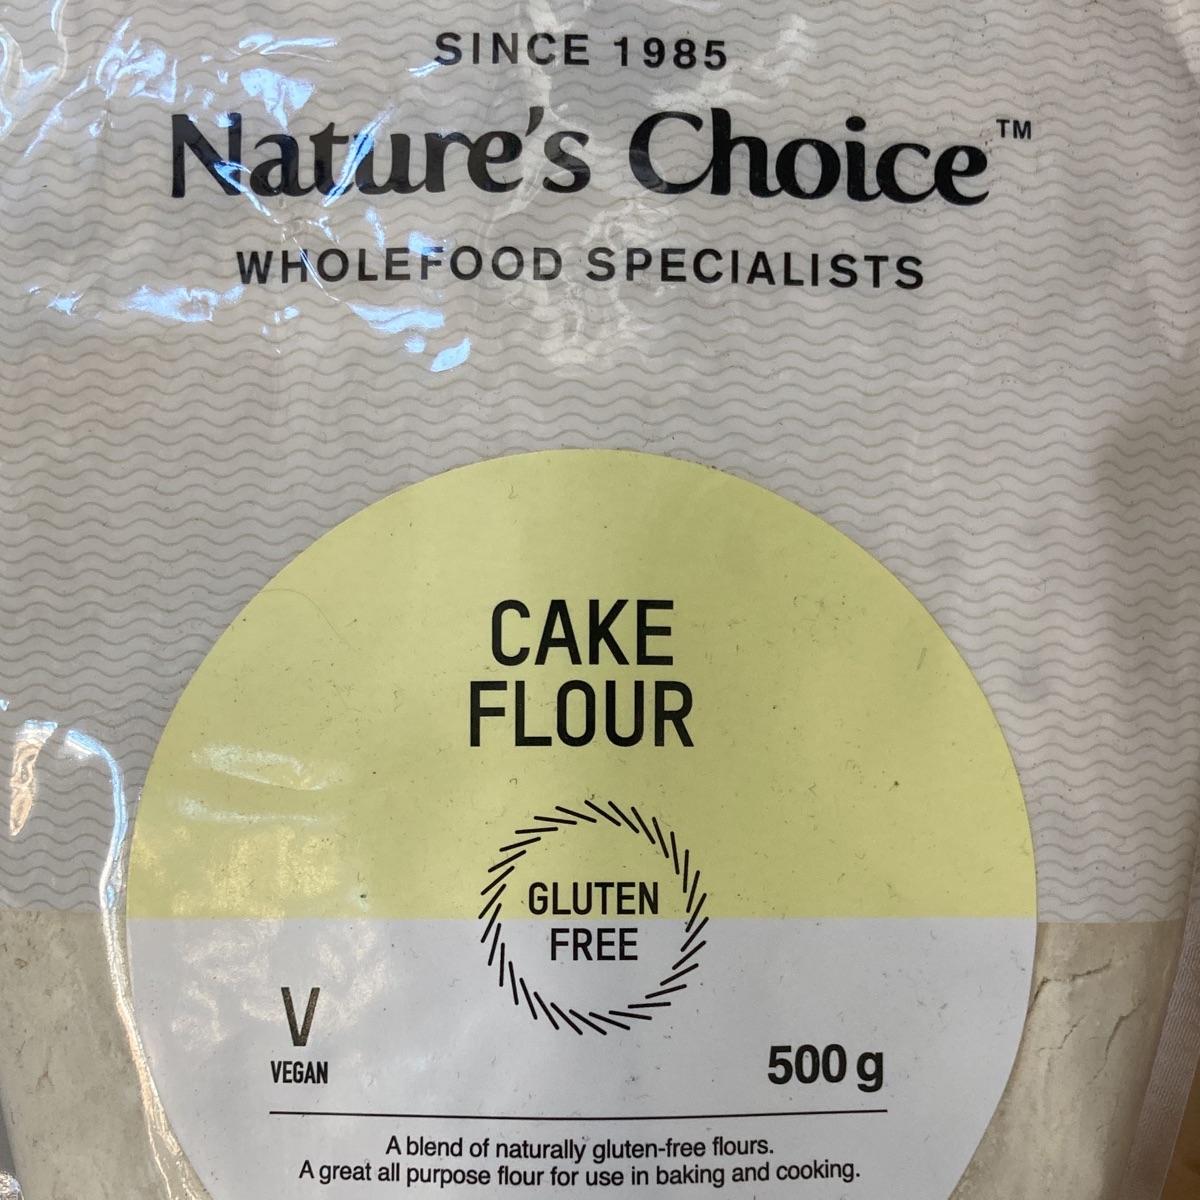 SINCE 1985
Nature's Choice™
WHOLEFOOD SPECIALISTS
CAKE
FLOUR
GLUTEN
FREE
V
VEGAN
500 g
A blend of naturally gluten-free flours.
A great all purpose flour for use in baking and cooking.